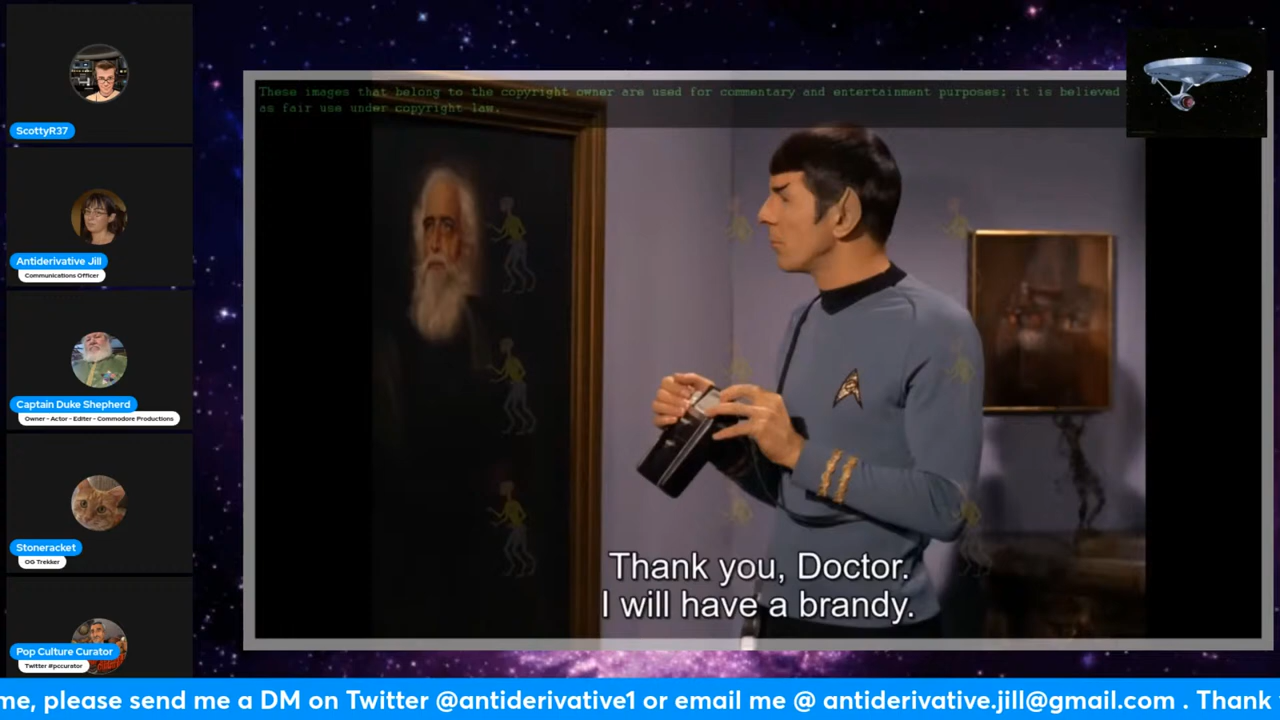 ScottyR37
Antiderivative Jill
Communications Officer
Captain Duke Shepherd
Owner - Actor - Editer - Commodore Productions
Stoneracket
OG Trekker
Pop Culture Curator
Twitter #pccurator
These images that belong to the copyright owner are used for commentary and entertainment purposes; it is believed
as fair use under copyright law.
Thank you, Doctor.
I will have a brandy.
me, please send me a DM on Twitter @antiderivative1 or email me @ antiderivative.jill@gmail.com . Thank